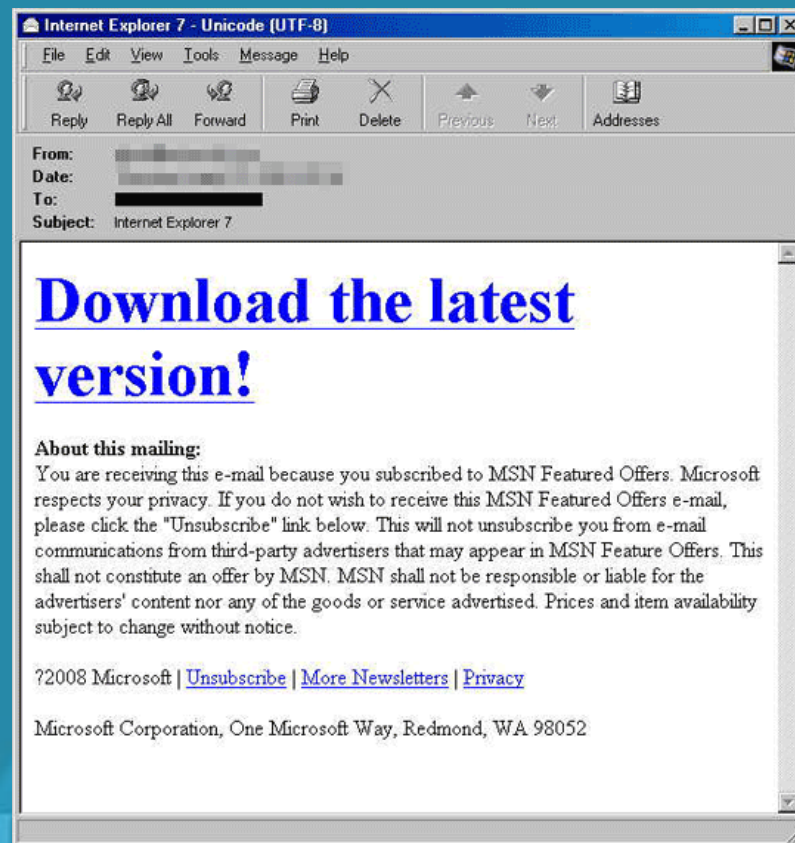 Internet Explorer 7 - Unicode (UTF-8)
File Edit View Tools Message Help
Reply Reply All Forward Print Delete Previous Next Addresses
From:
Date:
To:
Subject: Internet Explorer 7
Download the latest
version!
About this mailing:
You are receiving this e-mail because you subscribed to MSN Featured Offers. Microsoft
respects your privacy. If you do not wish to receive this MSN Featured Offers e-mail,
please click the "Unsubscribe" link below. This will not unsubscribe you from e-mail
communications from third-party advertisers that may appear in MSN Feature Offers. This
shall not constitute an offer by MSN. MSN shall not be responsible or liable for the
advertisers' content nor any of the goods or service advertised. Prices and item availability
subject to change without notice.
?2008 Microsoft | Unsubscribe | More Newsletters | Privacy
Microsoft Corporation, One Microsoft Way, Redmond, WA 98052